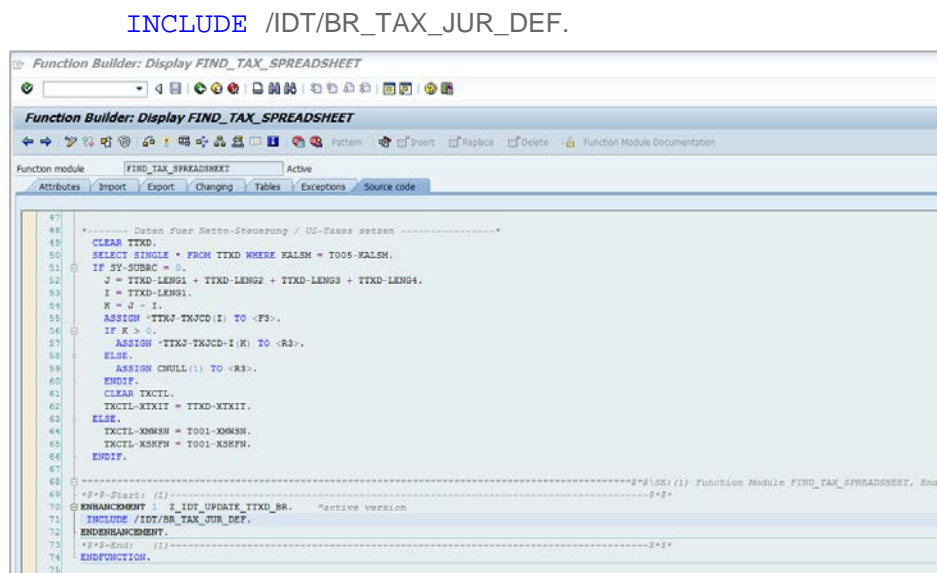 INCLUDE /IDT/BR_TAX_JUR_DEF.
Function Builder: Display FIND_TAX_SPREADSHEET
Function Builder: Display FIND_TAX_SPREADSHEET
Pattern Insert Replace Delete Function Module Documentation
Function module FIND_TAX_SPREADSHEET Active
Attributes Import Export Changing Tables Exceptions Source code
47
48 *------- Daten fuer Netto-Steuerung / US-Taxes setzen ----------------*
49 CLEAR TTXD.
50 SELECT SINGLE * FROM TTXD WHERE KALSM = T005-KALSM.
51 IF SY-SUBRC = 0.
52 J = TTXD-LENG1 + TTXD-LENG2 + TTXD-LENG3 + TTXD-LENG4.
53 I = TTXD-LENG1.
54 K = J - I.
55 ASSIGN *TTXJ-TXJCD(I) TO <F3>.
56 IF K > 0.
57 ASSIGN *TTXJ-TXJCD+I(K) TO <R3>.
58 ELSE.
59 ASSIGN CNULL(1) TO <R3>.
60 ENDIF.
61 CLEAR TXCTL.
62 TXCTL-XTXIT = TTXD-XTXIT.
63 ELSE.
64 TXCTL-XMWSN = T001-XMWSN.
65 TXCTL-XSKFN = T001-XSKFN.
66 ENDIF.
67
68 """""""""""""""""""""""""""""""""""""""""""""""""""""""""""""""""""""""""""$"$\SE:(1) Function Module FIND_TAX_SPREADSHEET, End
69 *$*$-Start: (1)---------------------------------------------------------------------------------$*$*
70 ENHANCEMENT 1 Z_IDT_UPDATE_TTXD_BR. "active version
71 INCLUDE /IDT/BR_TAX_JUR_DEF.
72 ENDENHANCEMENT.
73 *$*$-End: (1)---------------------------------------------------------------------------------$*$*
74 ENDFUNCTION.
75